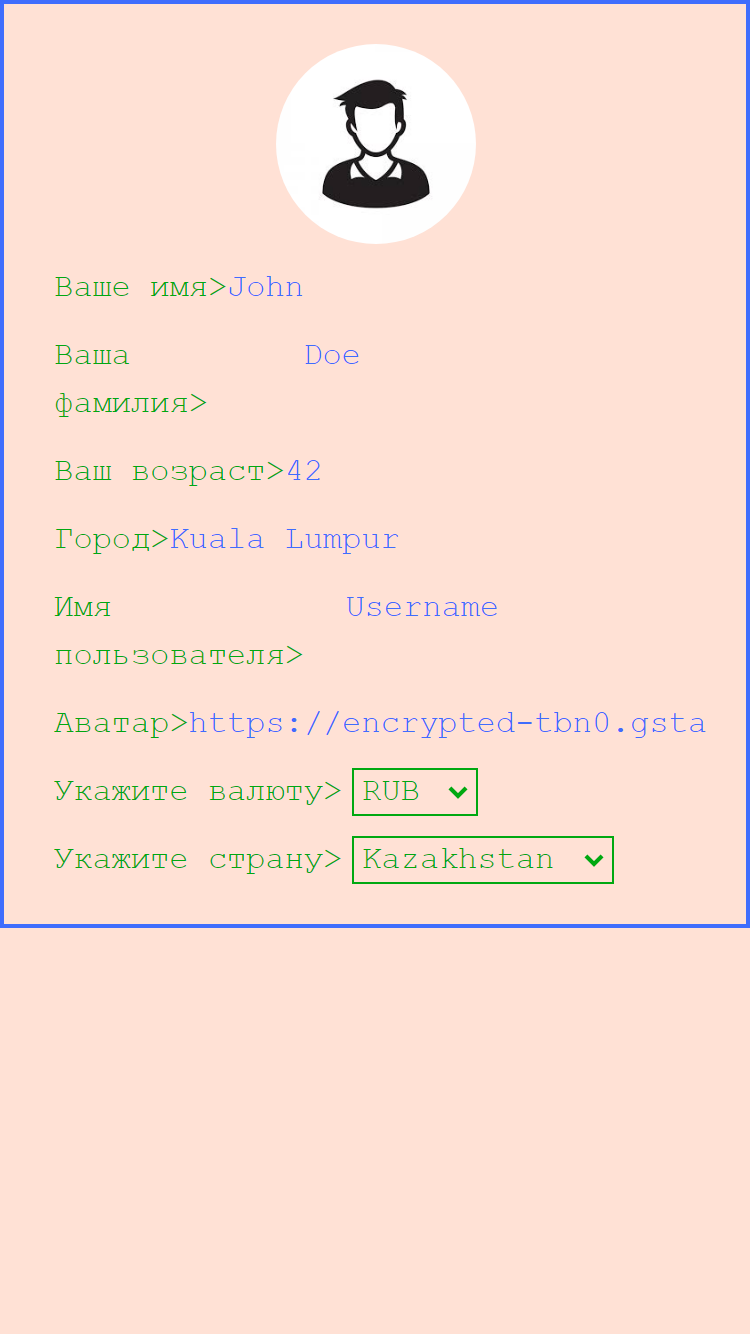 Ваше имя>John
Ваша Doe
фамилия>
Ваш возраст>42
Город>Kuala Lumpur
Имя Username
пользователя>
Аватар>https://encrypted-tbn0.gsta
Укажите валюту> RUB
Укажите страну> Kazakhstan